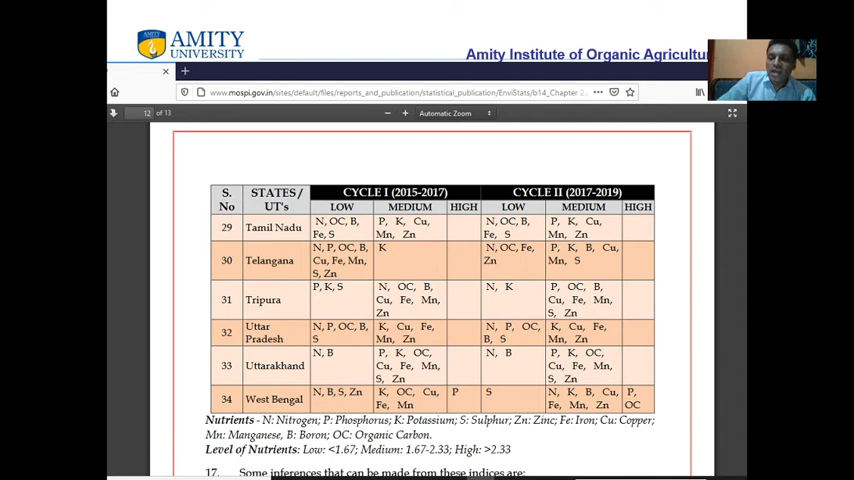 AMITY
UNIVERSITY
Amity Institute of Organic Agricultur
www.mospi.gov.in/sites/default/files/reports_and_publication/statistical_publication/EnviStats/b14_Chapter 2.
12 of 13
Automatic Zoom
S. No STATES / UT's CYCLE I (2015-2017) CYCLE II (2017-2019)
LOW MEDIUM HIGH LOW MEDIUM HIGH
29 Tamil Nadu N, OC, B, Fe, S P, K, Cu, Mn, Zn N, OC, B, Fe, S P, K, Cu, Mn, Zn
30 Telangana N, P, OC, B, Cu, Fe, Mn, S, Zn K N, OC, Fe, Zn P, K, B, Cu, Mn, S
31 Tripura P, K, S N, OC, B, Cu, Fe, Mn, Zn N, K P, OC, B, Cu, Fe, Mn, S, Zn
32 Uttar Pradesh N, P, OC, B, S K, Cu, Fe, Mn, Zn N, P, OC, B, S K, Cu, Fe, Mn, Zn
33 Uttarakhand N, B P, K, OC, Cu, Fe, Mn, S, Zn N, B P, K, OC, Cu, Fe, Mn, S, Zn
34 West Bengal N, B, S, Zn K, OC, Cu, Fe, Mn P S N, K, B, Cu, Fe, Mn, Zn P, OC
Nutrients - N: Nitrogen; P: Phosphorus; K: Potassium; S: Sulphur; Zn: Zinc; Fe: Iron; Cu: Copper;
Mn: Manganese, B: Boron; OC: Organic Carbon.
Level of Nutrients: Low: <1.67; Medium: 1.67-2.33; High: >2.33
17. Some inferences that can be made from these indices are: